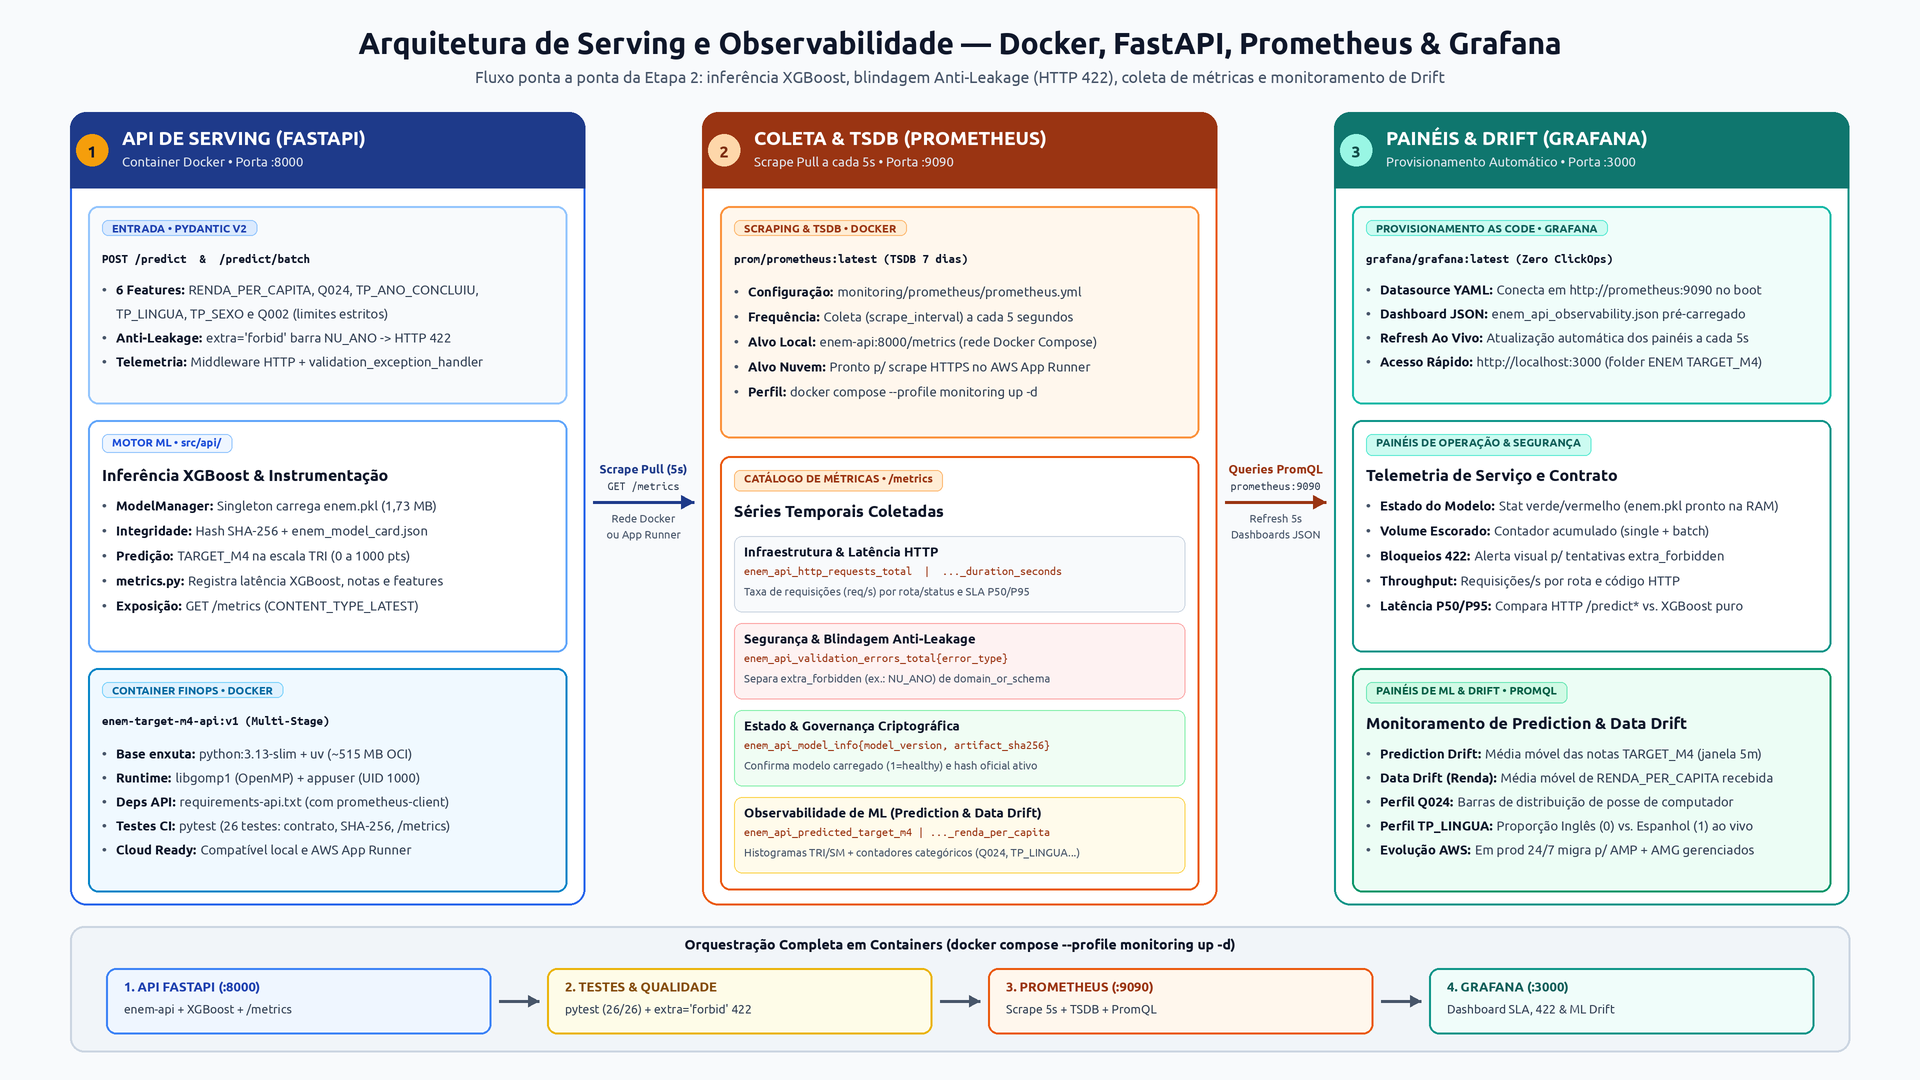 Arquitetura de Serving e Observabilidade — Docker, FastAPI, Prometheus & Grafana
Fluxo ponta a ponta da Etapa 2: inferência XGBoost, blindagem Anti-Leakage (HTTP 422), coleta de métricas e monitoramento de Drift
1
API DE SERVING (FASTAPI)
Container Docker • Porta :8000
ENTRADA • PYDANTIC V2
POST /predict & /predict/batch
• 6 Features: RENDA_PER_CAPITA, Q024, TP_ANO_CONCLUIU,
TP_LINGUA, TP_SEXO e Q002 (limites estritos)
• Anti-Leakage: extra='forbid' barra NU_ANO -> HTTP 422
• Telemetria: Middleware HTTP + validation_exception_handler
MOTOR ML • src/api/
Inferência XGBoost & Instrumentação
• ModelManager: Singleton carrega enem.pkl (1,73 MB)
• Integridade: Hash SHA-256 + enem_model_card.json
• Predição: TARGET_M4 na escala TRI (0 a 1000 pts)
• metrics.py: Registra latência XGBoost, notas e features
• Exposição: GET /metrics (CONTENT_TYPE_LATEST)
CONTAINER FINOPS • DOCKER
enem-target-m4-api:v1 (Multi-Stage)
• Base enxuta: python:3.13-slim + uv (~515 MB OCI)
• Runtime: libgomp1 (OpenMP) + appuser (UID 1000)
• Deps API: requirements-api.txt (com prometheus-client)
• Testes CI: pytest (26 testes: contrato, SHA-256, /metrics)
• Cloud Ready: Compatível local e AWS App Runner
Scrape Pull (5s)
GET /metrics
Rede Docker
ou App Runner
2
COLETA & TSDB (PROMETHEUS)
Scrape Pull a cada 5s • Porta :9090
SCRAPING & TSDB • DOCKER
prom/prometheus:latest (TSDB 7 dias)
• Configuração: monitoring/prometheus/prometheus.yml
• Frequência: Coleta (scrape_interval) a cada 5 segundos
• Alvo Local: enem-api:8000/metrics (rede Docker Compose)
• Alvo Nuvem: Pronto p/ scrape HTTPS no AWS App Runner
• Perfil: docker compose --profile monitoring up -d
CATÁLOGO DE MÉTRICAS • /metrics
Séries Temporais Coletadas
Infraestrutura & Latência HTTP
enem_api_http_requests_total | ..._duration_seconds
Taxa de requisições (req/s) por rota/status e SLA P50/P95
Segurança & Blindagem Anti-Leakage
enem_api_validation_errors_total{error_type}
Separa extra_forbidden (ex.: NU_ANO) de domain_or_schema
Estado & Governança Criptográfica
enem_api_model_info{model_version, artifact_sha256}
Confirma modelo carregado (1=healthy) e hash oficial ativo
Observabilidade de ML (Prediction & Data Drift)
enem_api_predicted_target_m4 | ..._renda_per_capita
Histogramas TRI/SM + contadores categóricos (Q024, TP_LINGUA...)
Queries PromQL
prometheus:9090
Refresh 5s
Dashboards JSON
3
PAINÉIS & DRIFT (GRAFANA)
Provisionamento Automático • Porta :3000
PROVISIONAMENTO AS CODE • GRAFANA
grafana/grafana:latest (Zero ClickOps)
• Datasource YAML: Conecta em http://prometheus:9090 no boot
• Dashboard JSON: enem_api_observability.json pré-carregado
• Refresh Ao Vivo: Atualização automática dos painéis a cada 5s
• Acesso Rápido: http://localhost:3000 (folder ENEM TARGET_M4)
PAINÉIS DE OPERAÇÃO & SEGURANÇA
Telemetria de Serviço e Contrato
• Estado do Modelo: Stat verde/vermelho (enem.pkl pronto na RAM)
• Volume Escorado: Contador acumulado (single + batch)
• Bloqueios 422: Alerta visual p/ tentativas extra_forbidden
• Throughput: Requisições/s por rota e código HTTP
• Latência P50/P95: Compara HTTP /predict* vs. XGBoost puro
PAINÉIS DE ML & DRIFT • PROMQL
Monitoramento de Prediction & Data Drift
• Prediction Drift: Média móvel das notas TARGET_M4 (janela 5m)
• Data Drift (Renda): Média móvel de RENDA_PER_CAPITA recebida
• Perfil Q024: Barras de distribuição de posse de computador
• Perfil TP_LINGUA: Proporção Inglês (0) vs. Espanhol (1) ao vivo
• Evolução AWS: Em prod 24/7 migra p/ AMP + AMG gerenciados
Orquestração Completa em Containers (docker compose --profile monitoring up -d)
1. API FASTAPI (:8000)
enem-api + XGBoost + /metrics
2. TESTES & QUALIDADE
pytest (26/26) + extra='forbid' 422
3. PROMETHEUS (:9090)
Scrape 5s + TSDB + PromQL
4. GRAFANA (:3000)
Dashboard SLA, 422 & ML Drift